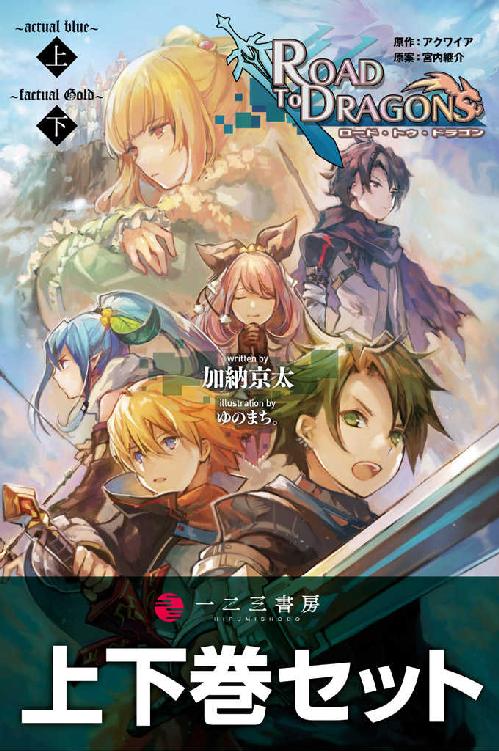 ~actual blue~
上
~factual Gold~
下
原作：アクワイア
原案：宮内継介
ROAD
TO DRAGONS
ロード・トゥ・ドラゴン
written by
加納京太
illustration by
ゆのまち。
一二三書房
HIFUMISHOBO
上下巻セット